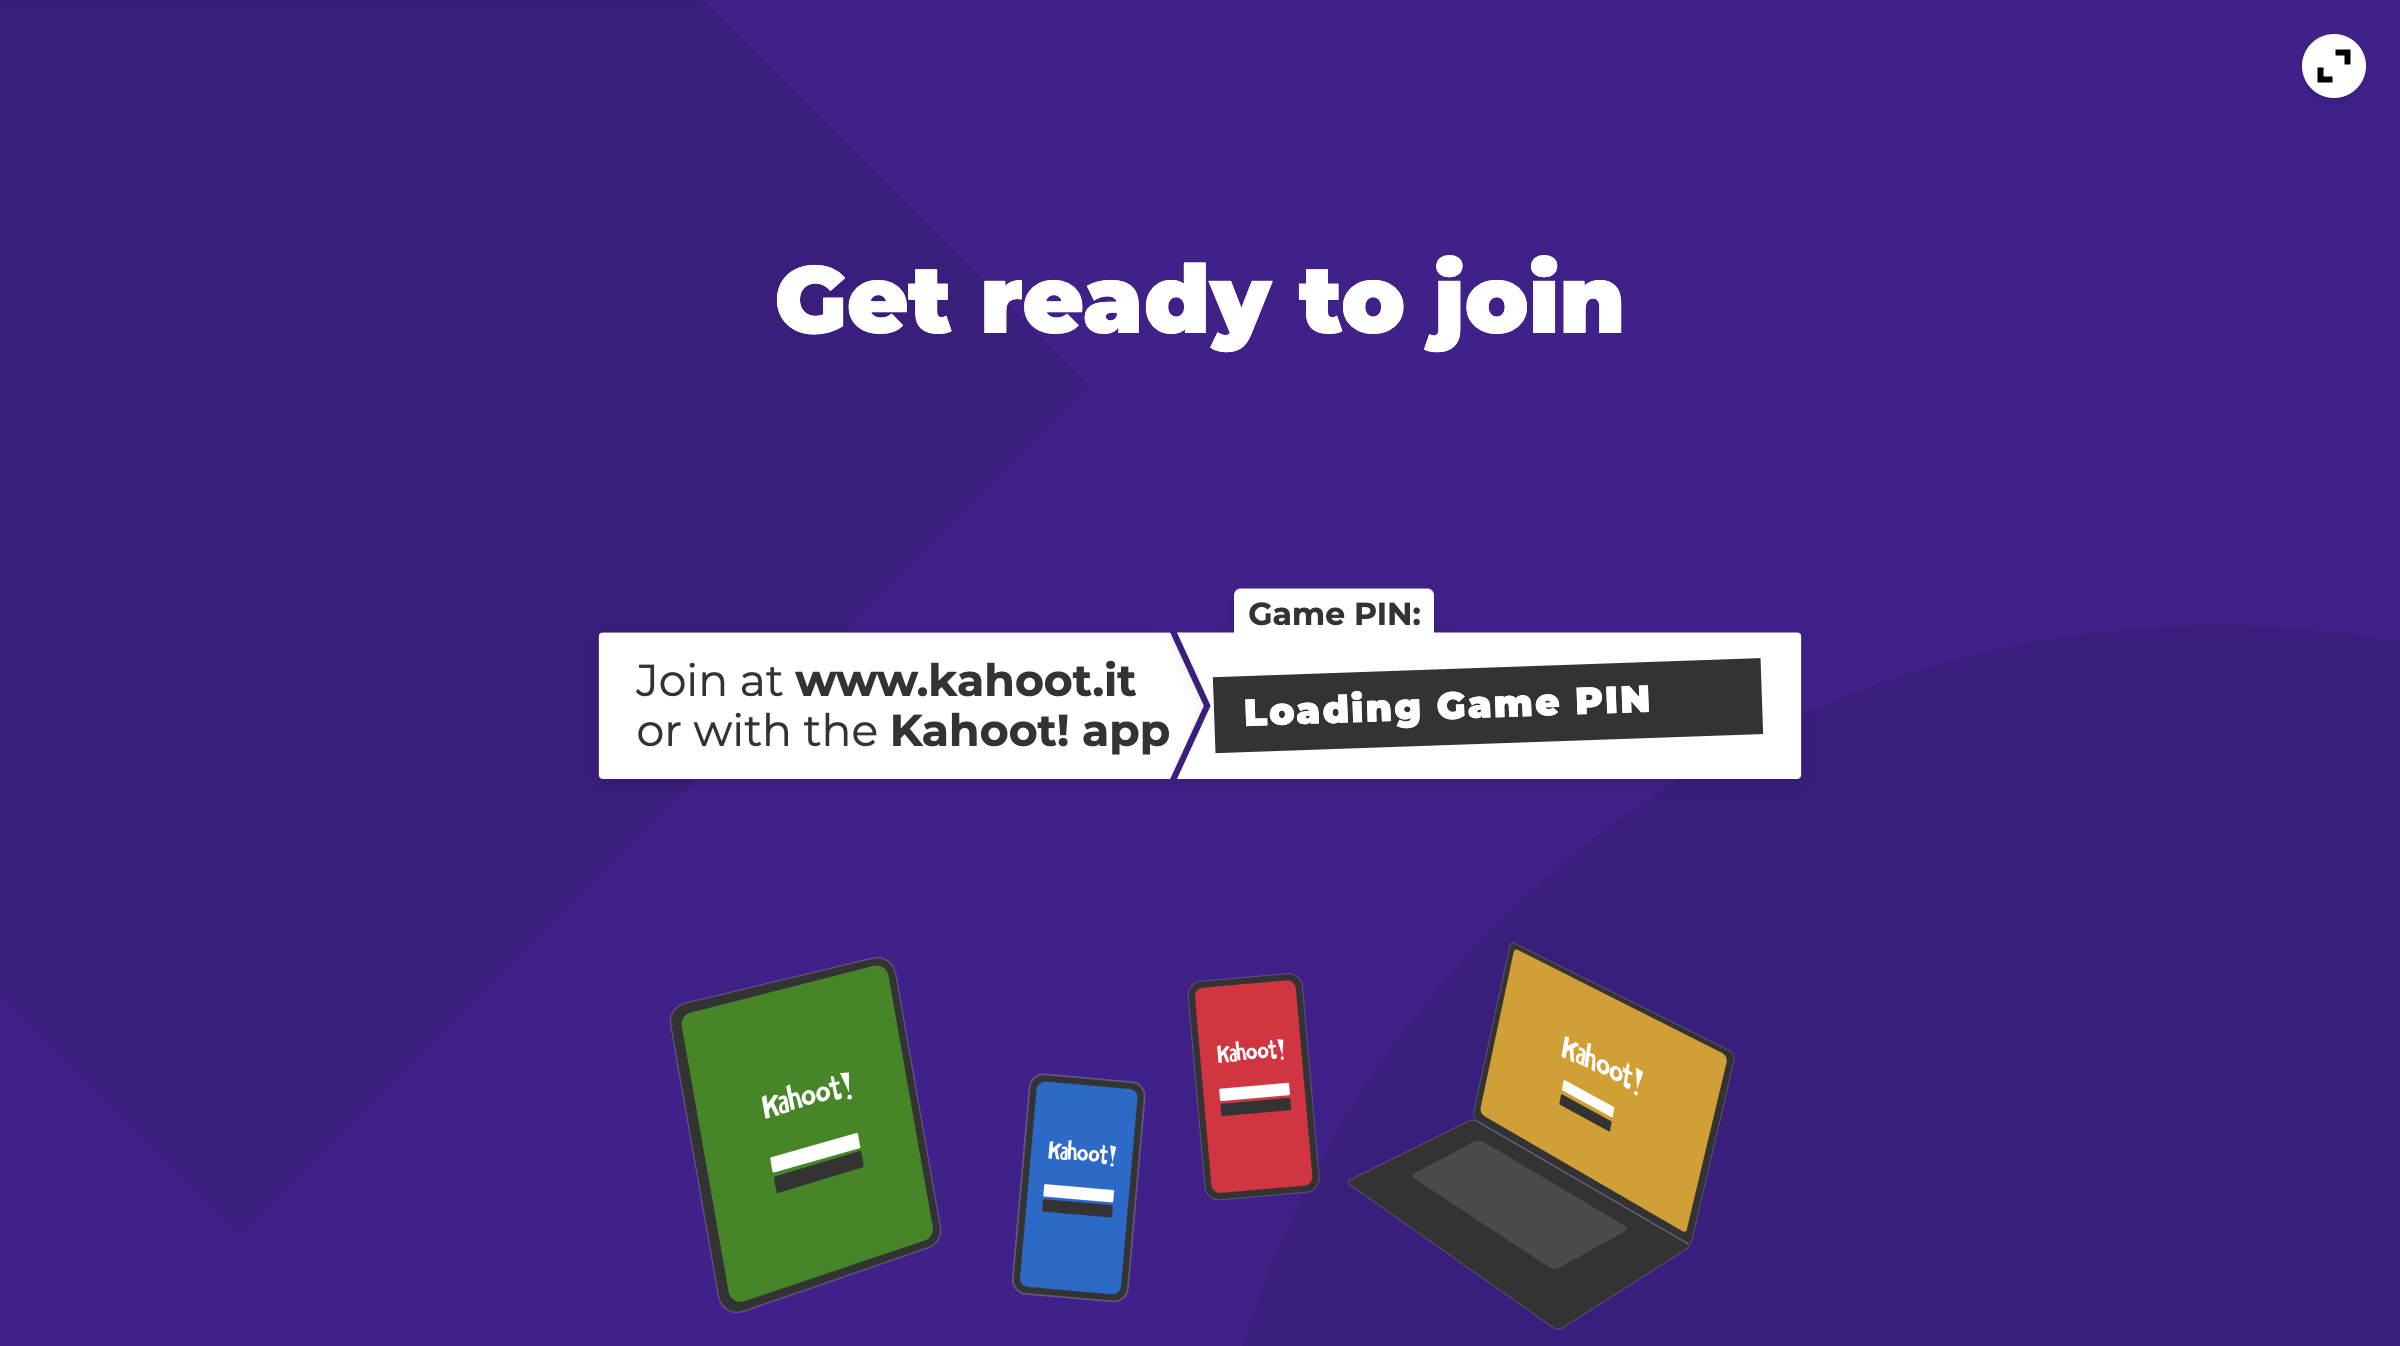 Get ready to join
Game PIN:
Join at www.kahoot.it
or with the Kahoot! app
Loading Game PIN
Kahoot!
Kahoot!
Kahoot!
Kahoot!